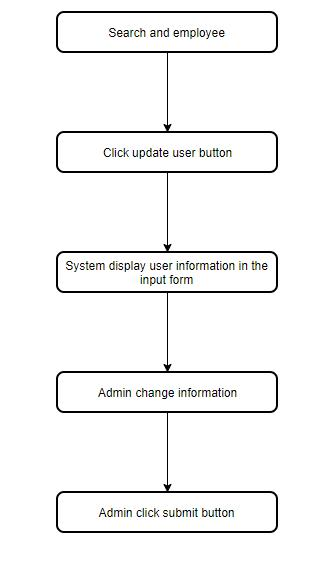 Search and employee
Click update user button
System display user information in the
input form
Admin change information
Admin click submit button